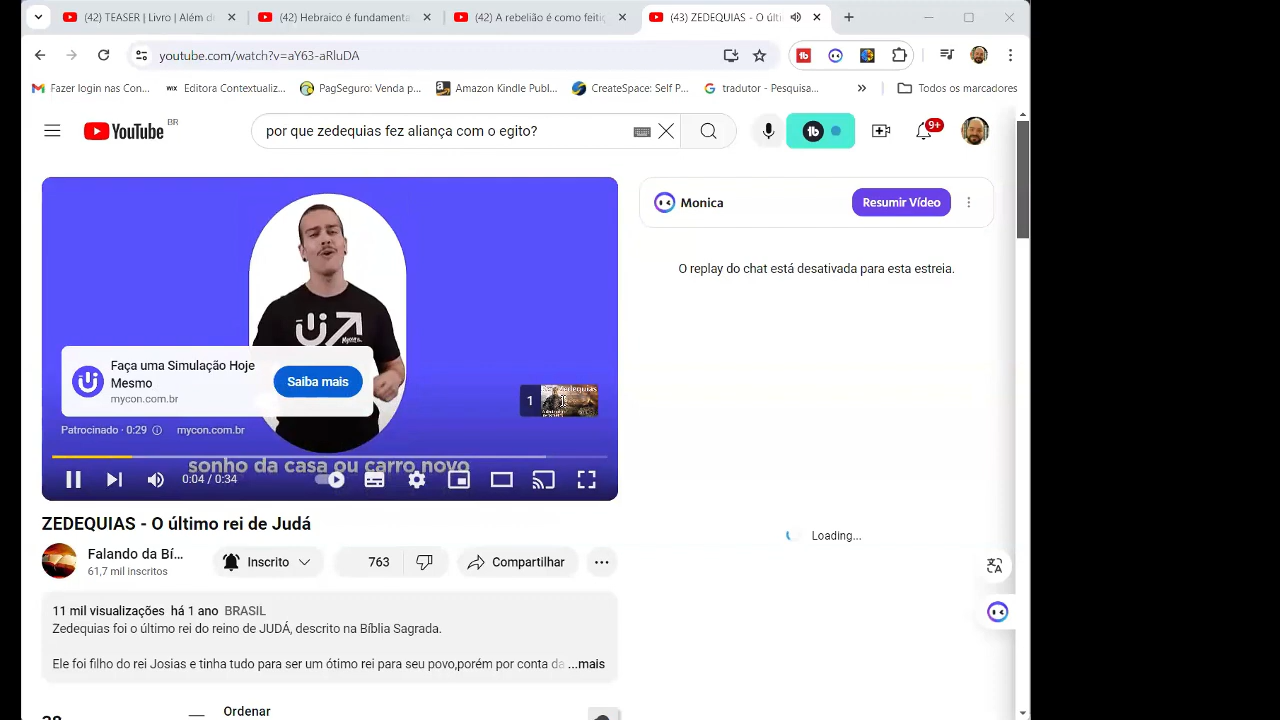 (42) TEASER | Livro | Além d
(42) Hebraico é fundamenta
(42) A rebelião é como feitiç
(43) ZEDEQUIAS - O últi
youtube.com/watch?v=aY63-aRluDA
Fazer login nas Con...
WIX Editora Contextualiz...
PagSeguro: Venda p...
Amazon Kindle Publ...
CreateSpace: Self P...
tradutor - Pesquisa...
Todos os marcadores
YouTube BR
por que zedequias fez aliança com o egito?
9+
Monica
Resumir Vídeo
O replay do chat está desativada para esta estreia.
Mycon.
Faça uma Simulação Hoje
Mesmo
mycon.com.br
Saiba mais
1
Zedequias
Patrocinado · 0:29
mycon.com.br
sonho da casa ou carro novo
0:04 / 0:34
Loading...
ZEDEQUIAS - O último rei de Judá
Falando da Bí...
61,7 mil inscritos
Inscrito
763
Compartilhar
11 mil visualizações há 1 ano BRASIL
Zedequias foi o último rei do reino de JUDA
na Bíblia Sagrada.
Ele foi filho do rei Josias e tinha tudo para ser um ótimo rei para seu povo,porém por conta da ...mais
38
Ordenar